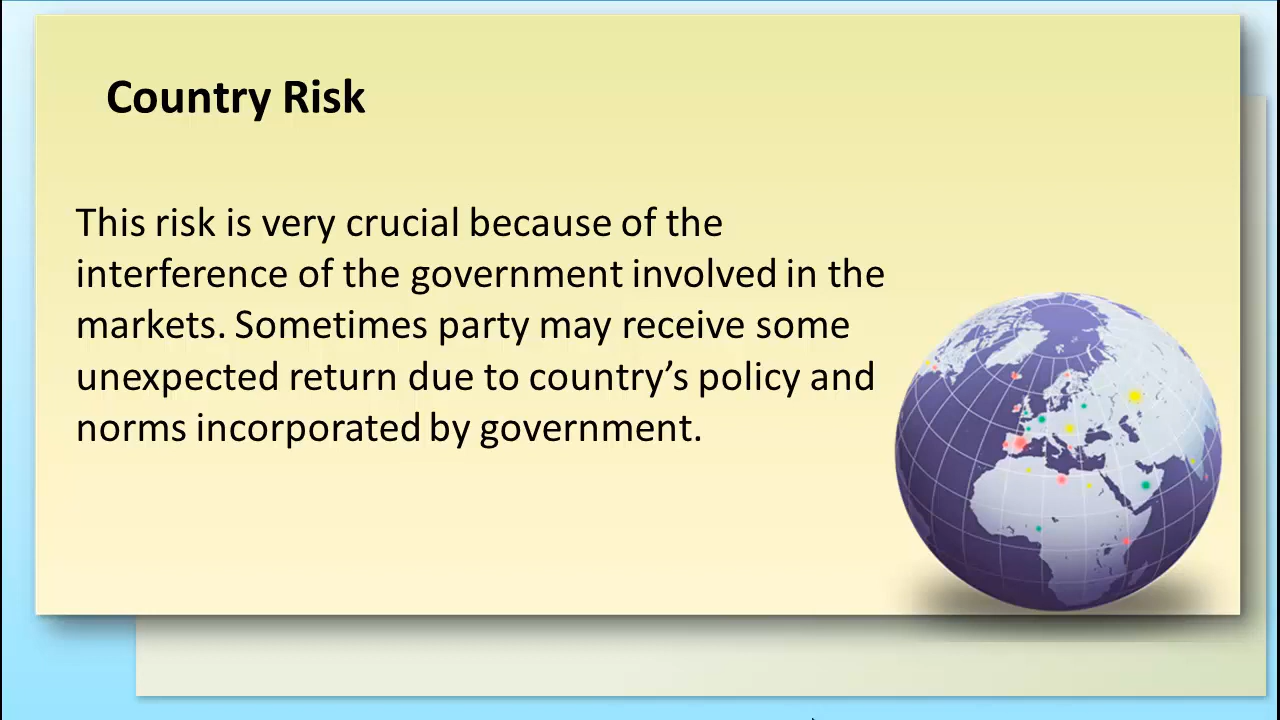 Country Risk
This risk is very crucial because of the
interference of the government involved in the
markets. Sometimes party may receive some
unexpected return due to country’s policy and
norms incorporated by government.